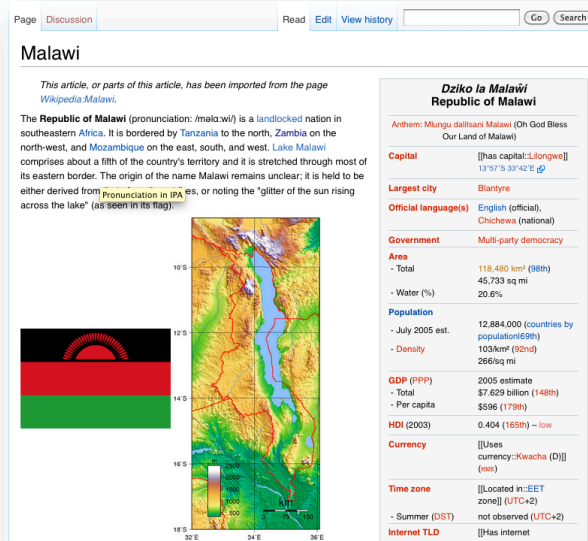 Page Discussion Read Edit View history Go Search
Malawi
This article, or parts of this article, has been imported from the page
Wikipedia:Malawi.
The Republic of Malawi (pronunciation: /məlɑːwi/) is a landlocked nation in
southeastern Africa. It is bordered by Tanzania to the north, Zambia on the
north-west, and Mozambique on the east, south, and west. Lake Malawi
comprises about a fifth of the country's territory and it is stretched through most of
its eastern border. The origin of the name Malawi remains unclear; it is held to be
either derived from es, or noting the "glitter of the sun rising
Pronunciation in IPA
across the lake" (as seen in its flag).
10°S
12°S
14°S
16°S
18°S
32°E 34°E 36°E
m
2500
2000
1500
1000
500
km
0 75 150
Dziko la Malaŵi
Republic of Malawi
Anthem: Mlungu dalitsani Malawi (Oh God Bless
Our Land of Malawi)
Capital [[has capital::Lilongwe]]
13°57′S 33°42′E
Largest city Blantyre
Official language(s) English (official),
Chichewa (national)
Government Multi-party democracy
Area
- Total 118,480 km² (98th)
45,733 sq mi
- Water (%) 20.6%
Population
- July 2005 est. 12,884,000 (countries by
population|69th)
- Density 103/km² (92nd)
266/sq mi
GDP (PPP) 2005 estimate
- Total $7.629 billion (148th)
- Per capita $596 (179th)
HDI (2003) 0.404 (165th) – low
Currency [[Uses
currency::Kwacha (D)]]
(MWK)
Time zone [[Located in::EET
zone]] (UTC+2)
- Summer (DST) not observed (UTC+2)
Internet TLD [[Has internet